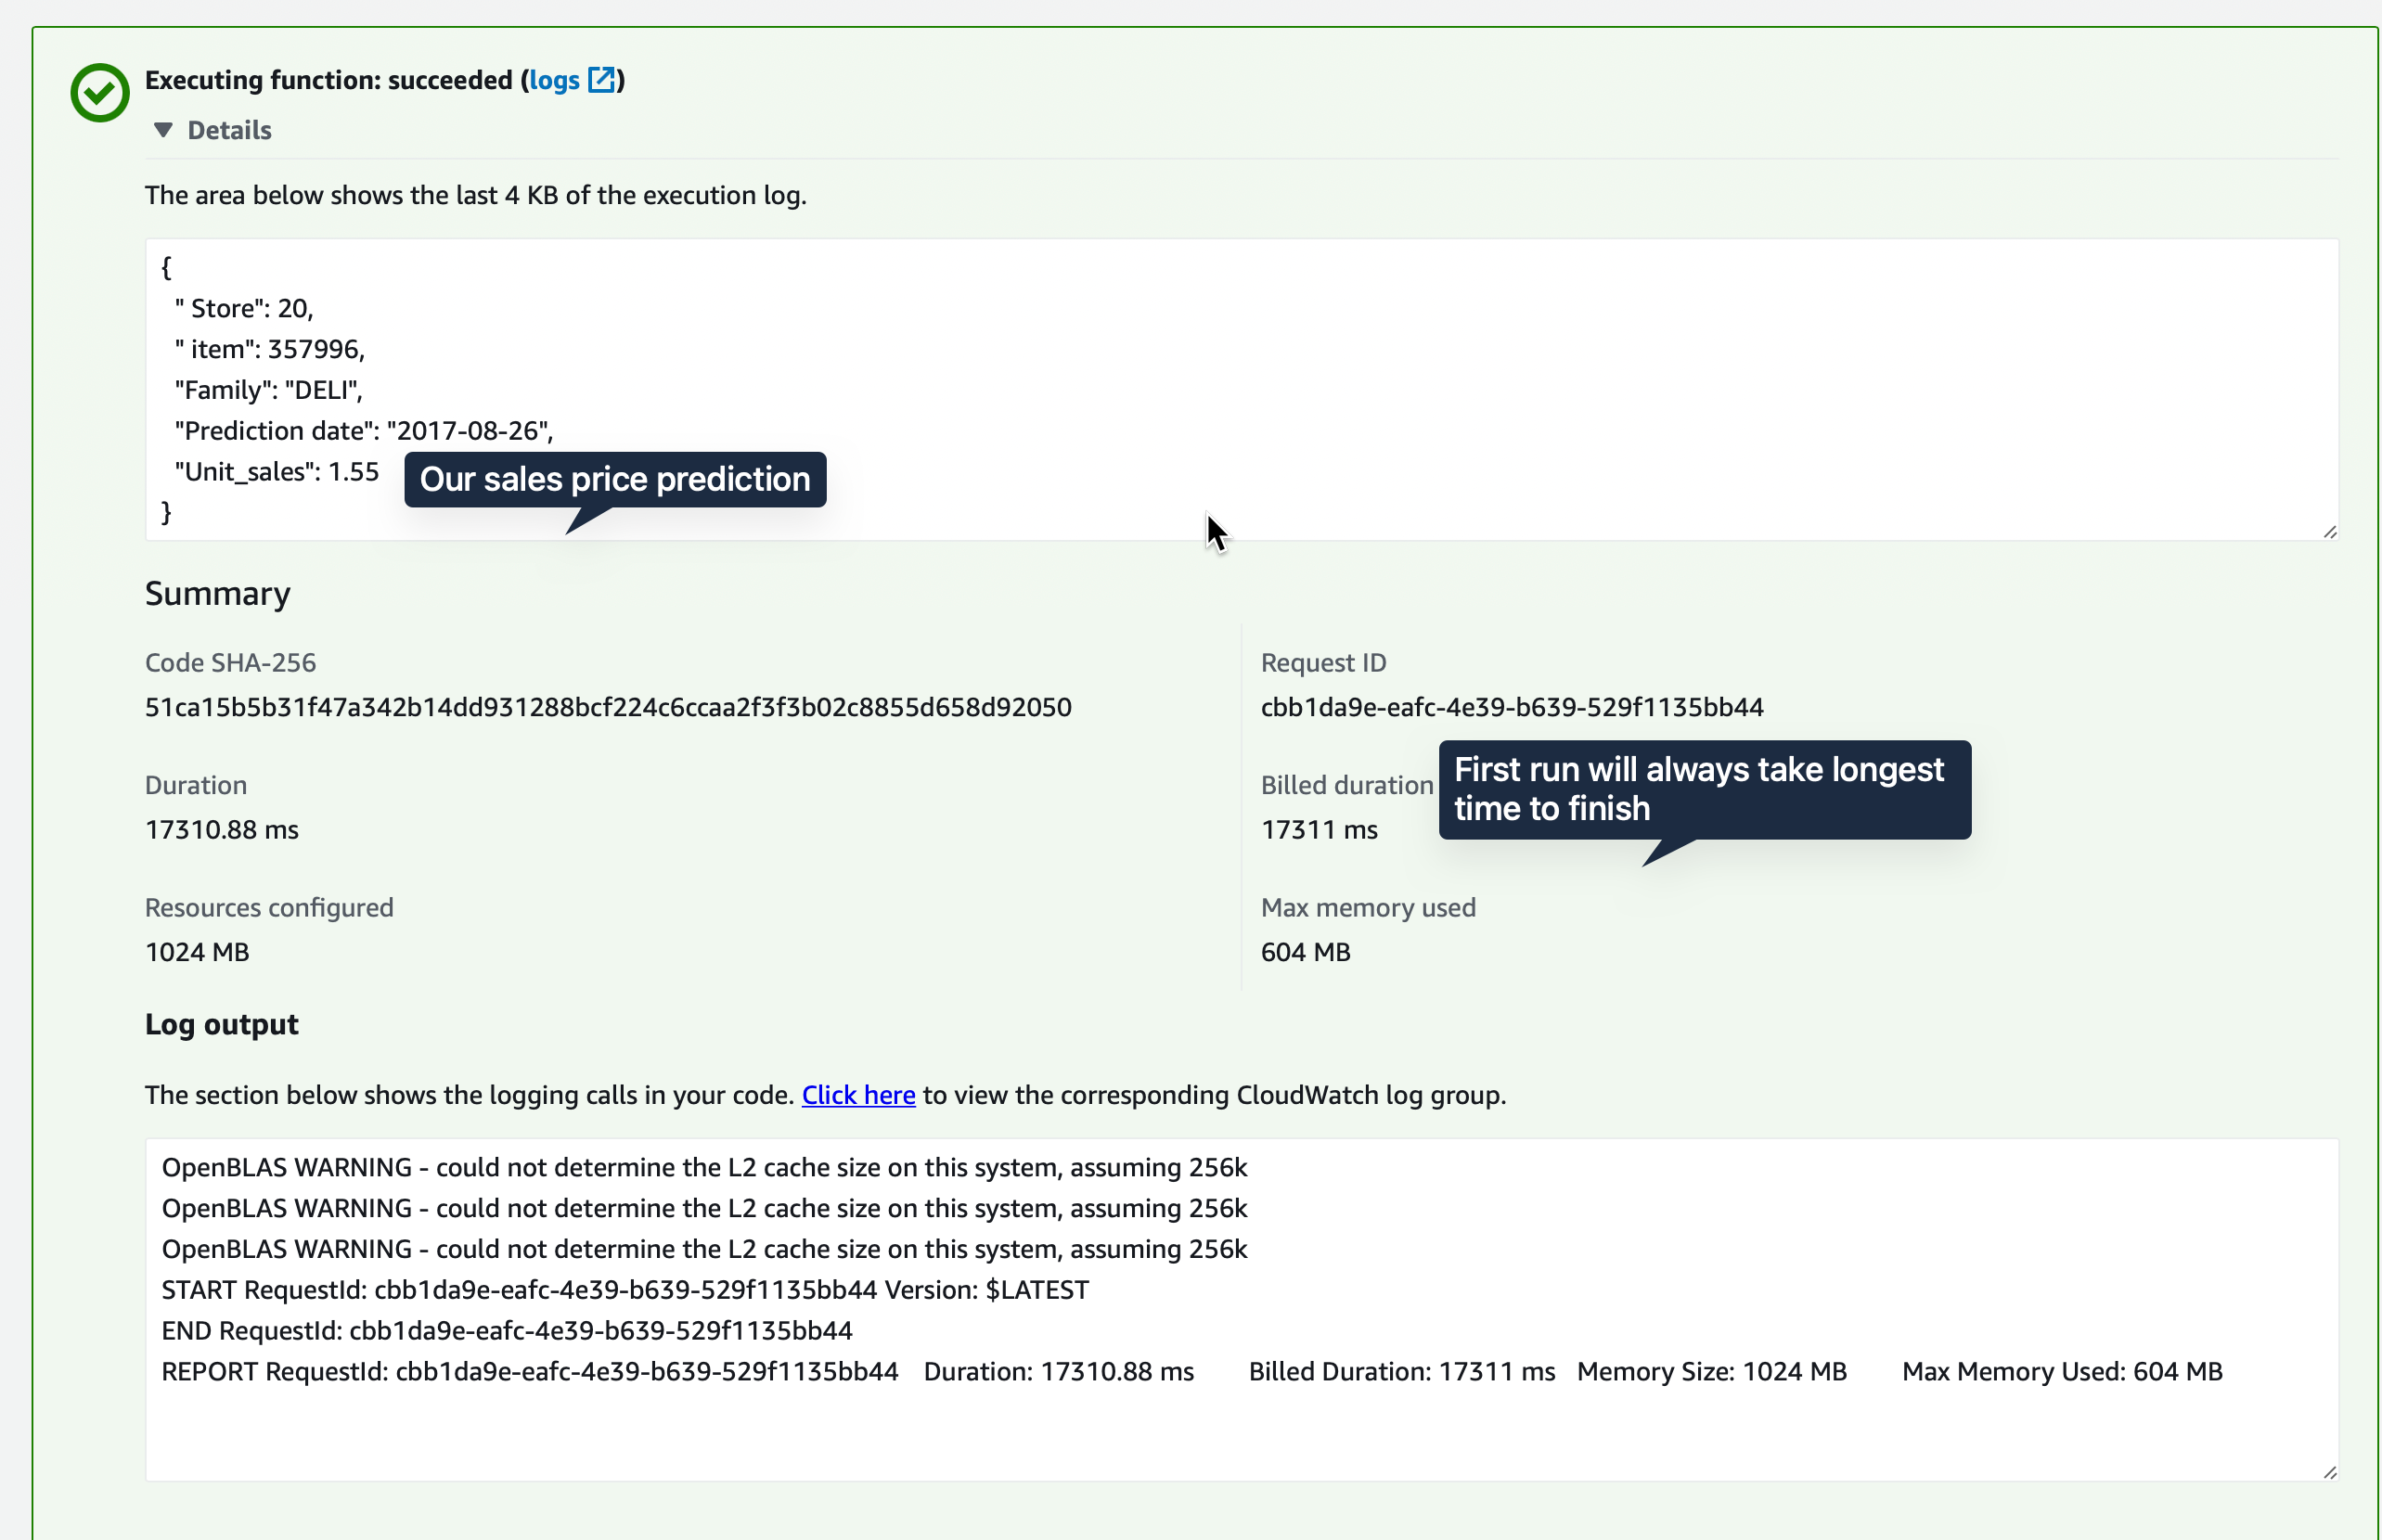 Executing function: succeeded (logs)
Details
The area below shows the last 4 KB of the execution log.
{
" Store": 20,
" item": 357996,
"Family": "DELI",
"Prediction date": "2017-08-26",
"Unit_sales": 1.55
Our sales price prediction
}
Summary
Code SHA-256
51ca15b5b31f47a342b14dd931288bcf224c6ccaa2f3f3b02c8855d658d92050
Request ID
cbb1da9e-eafc-4e39-b639-529f1135bb44
Duration
17310.88 ms
Billed duration
17311 ms
First run will always take longest
time to finish
Resources configured
1024 MB
Max memory used
604 MB
Log output
The section below shows the logging calls in your code. Click here to view the corresponding CloudWatch log group.
OpenBLAS WARNING - could not determine the L2 cache size on this system, assuming 256k
OpenBLAS WARNING - could not determine the L2 cache size on this system, assuming 256k
OpenBLAS WARNING - could not determine the L2 cache size on this system, assuming 256k
START RequestId: cbb1da9e-eafc-4e39-b639-529f1135bb44 Version: $LATEST
END RequestId: cbb1da9e-eafc-4e39-b639-529f1135bb44
REPORT RequestId: cbb1da9e-eafc-4e39-b639-529f1135bb44 Duration: 17310.88 ms Billed Duration: 17311 ms Memory Size: 1024 MB Max Memory Used: 604 MB